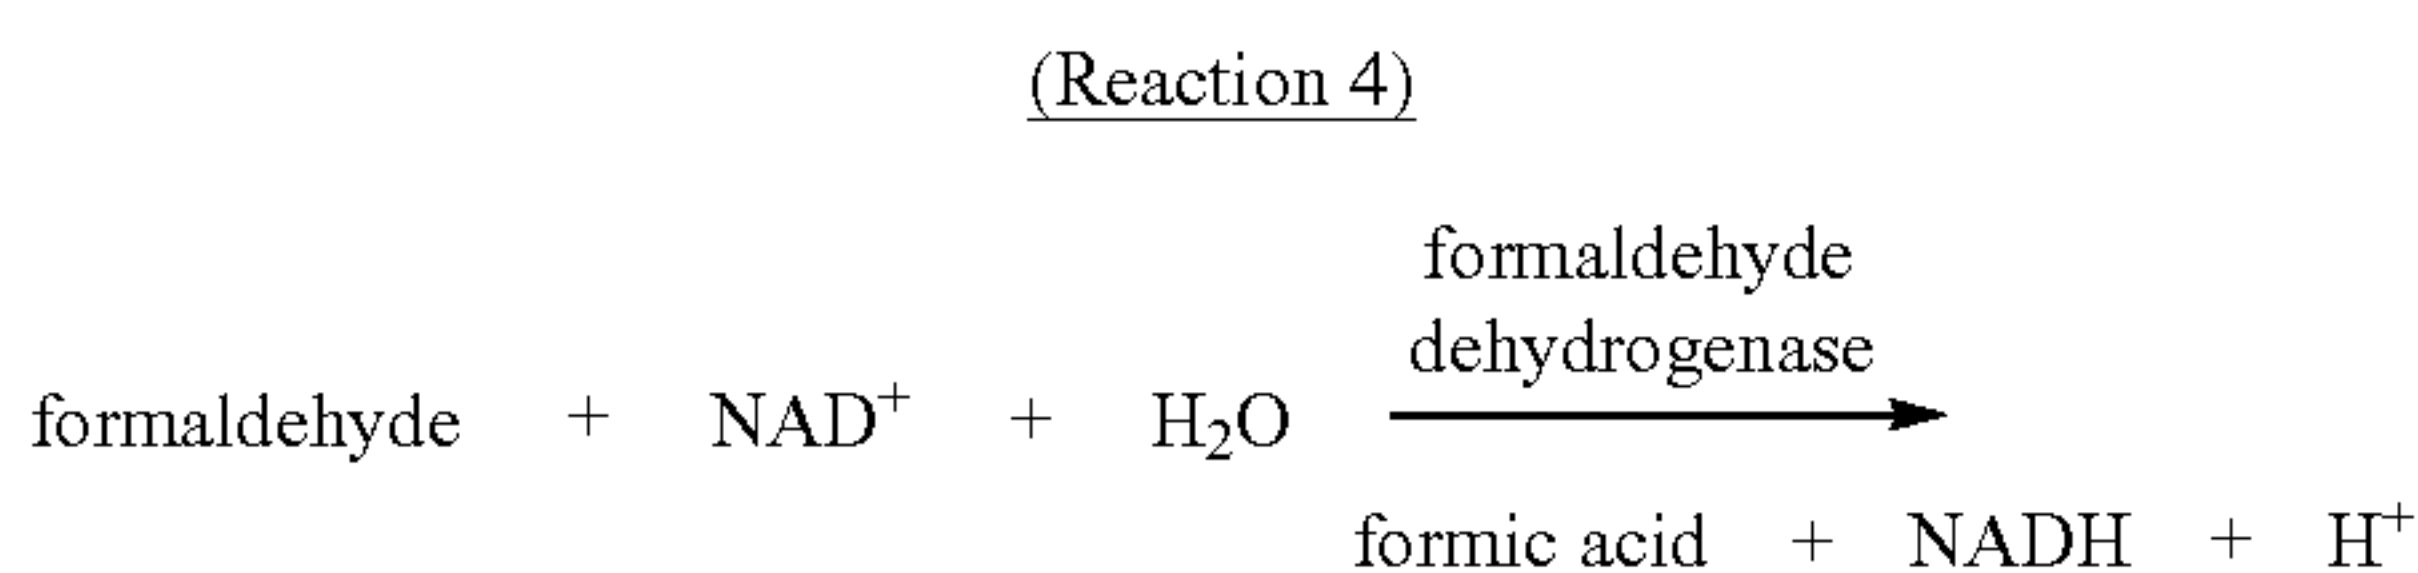 (Reaction 4)
formaldehyde
dehydrogenase
formaldehyde + NAD⁺ + H₂O
formic acid + NADH + H⁺